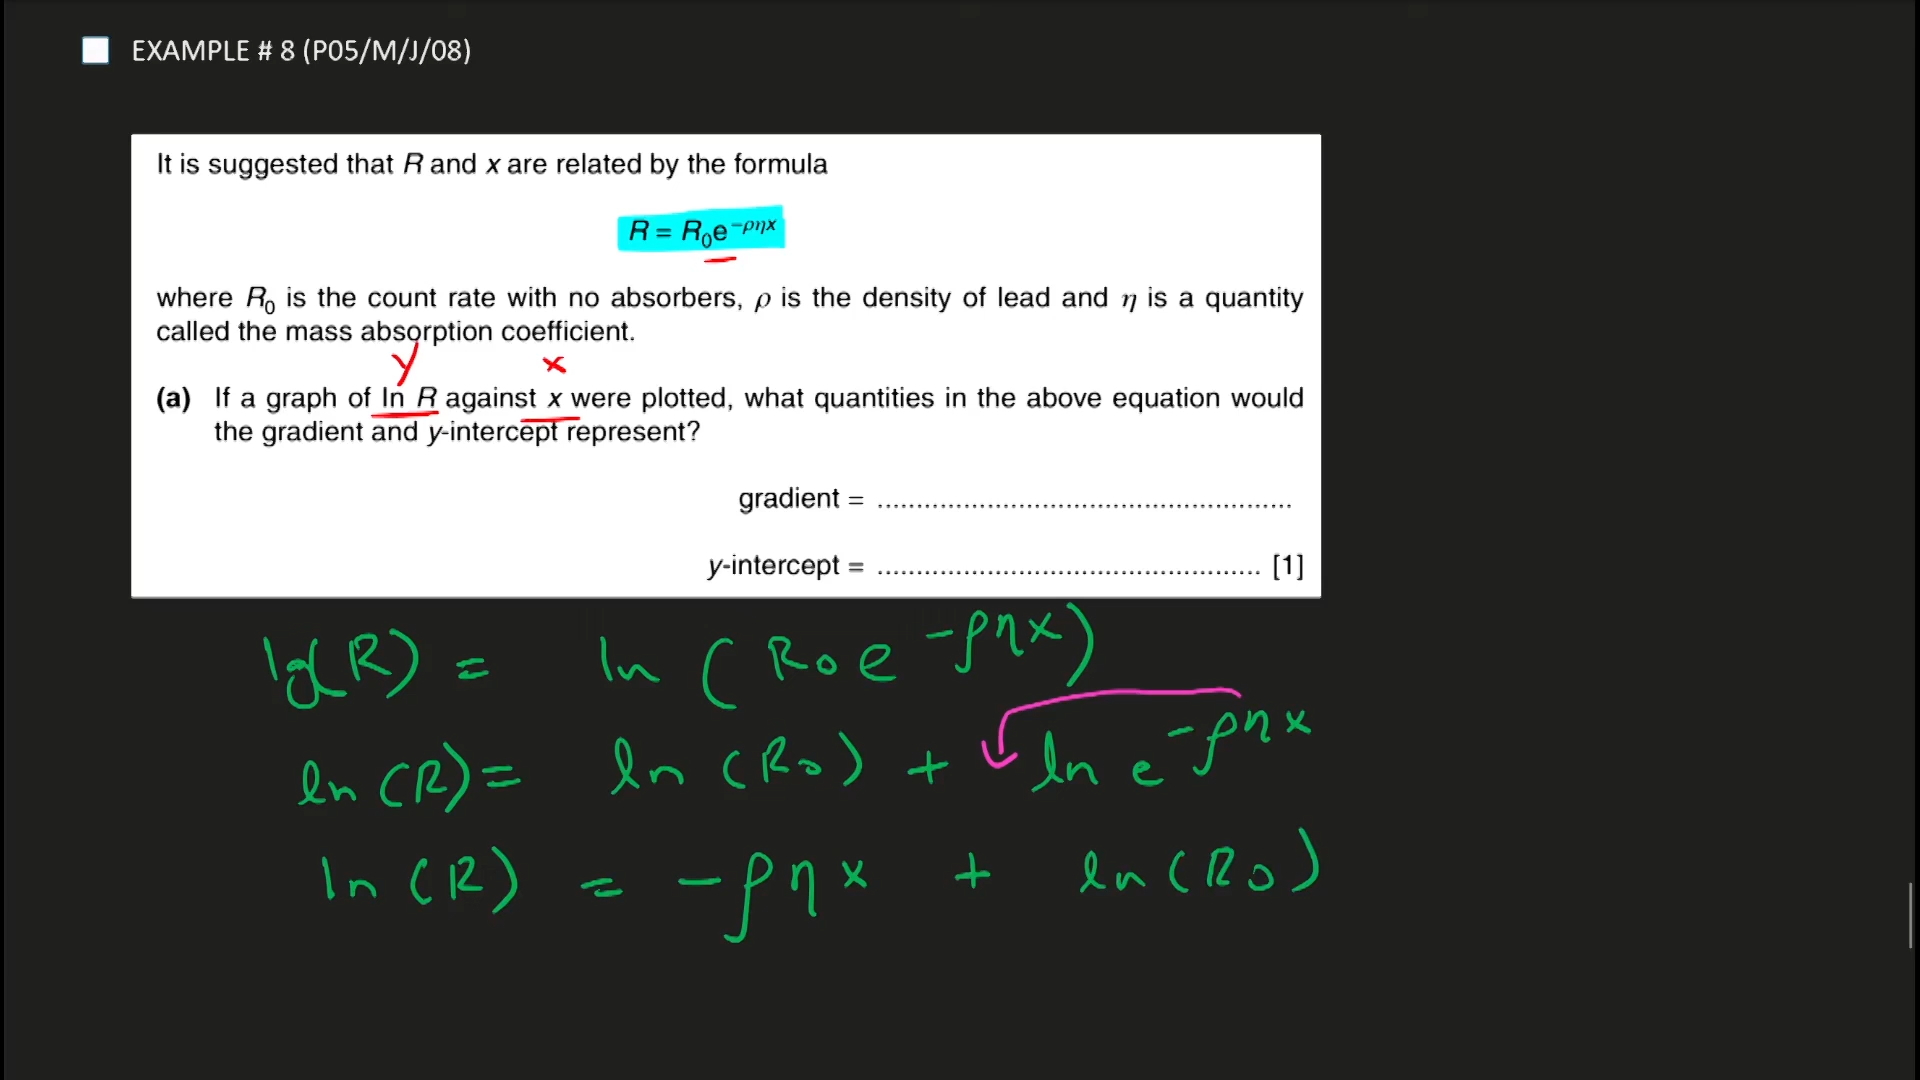 EXAMPLE # 8 (P05/M/J/08)
It is suggested that R and x are related by the formula
R = R₀e^{-ρηx}
where R₀ is the count rate with no absorbers, ρ is the density of lead and η is a quantity
called the mass absorption coefficient.
y x
(a) If a graph of ln R against x were plotted, what quantities in the above equation would
the gradient and y-intercept represent?
gradient = ....................................................
y-intercept = ................................................ [1]
lg(R) = ln (R₀e^{-ρηx})
ln (R) = ln (R₀) + ln e^{-ρηx}
ln (R) = -ρηx + ln (R₀)